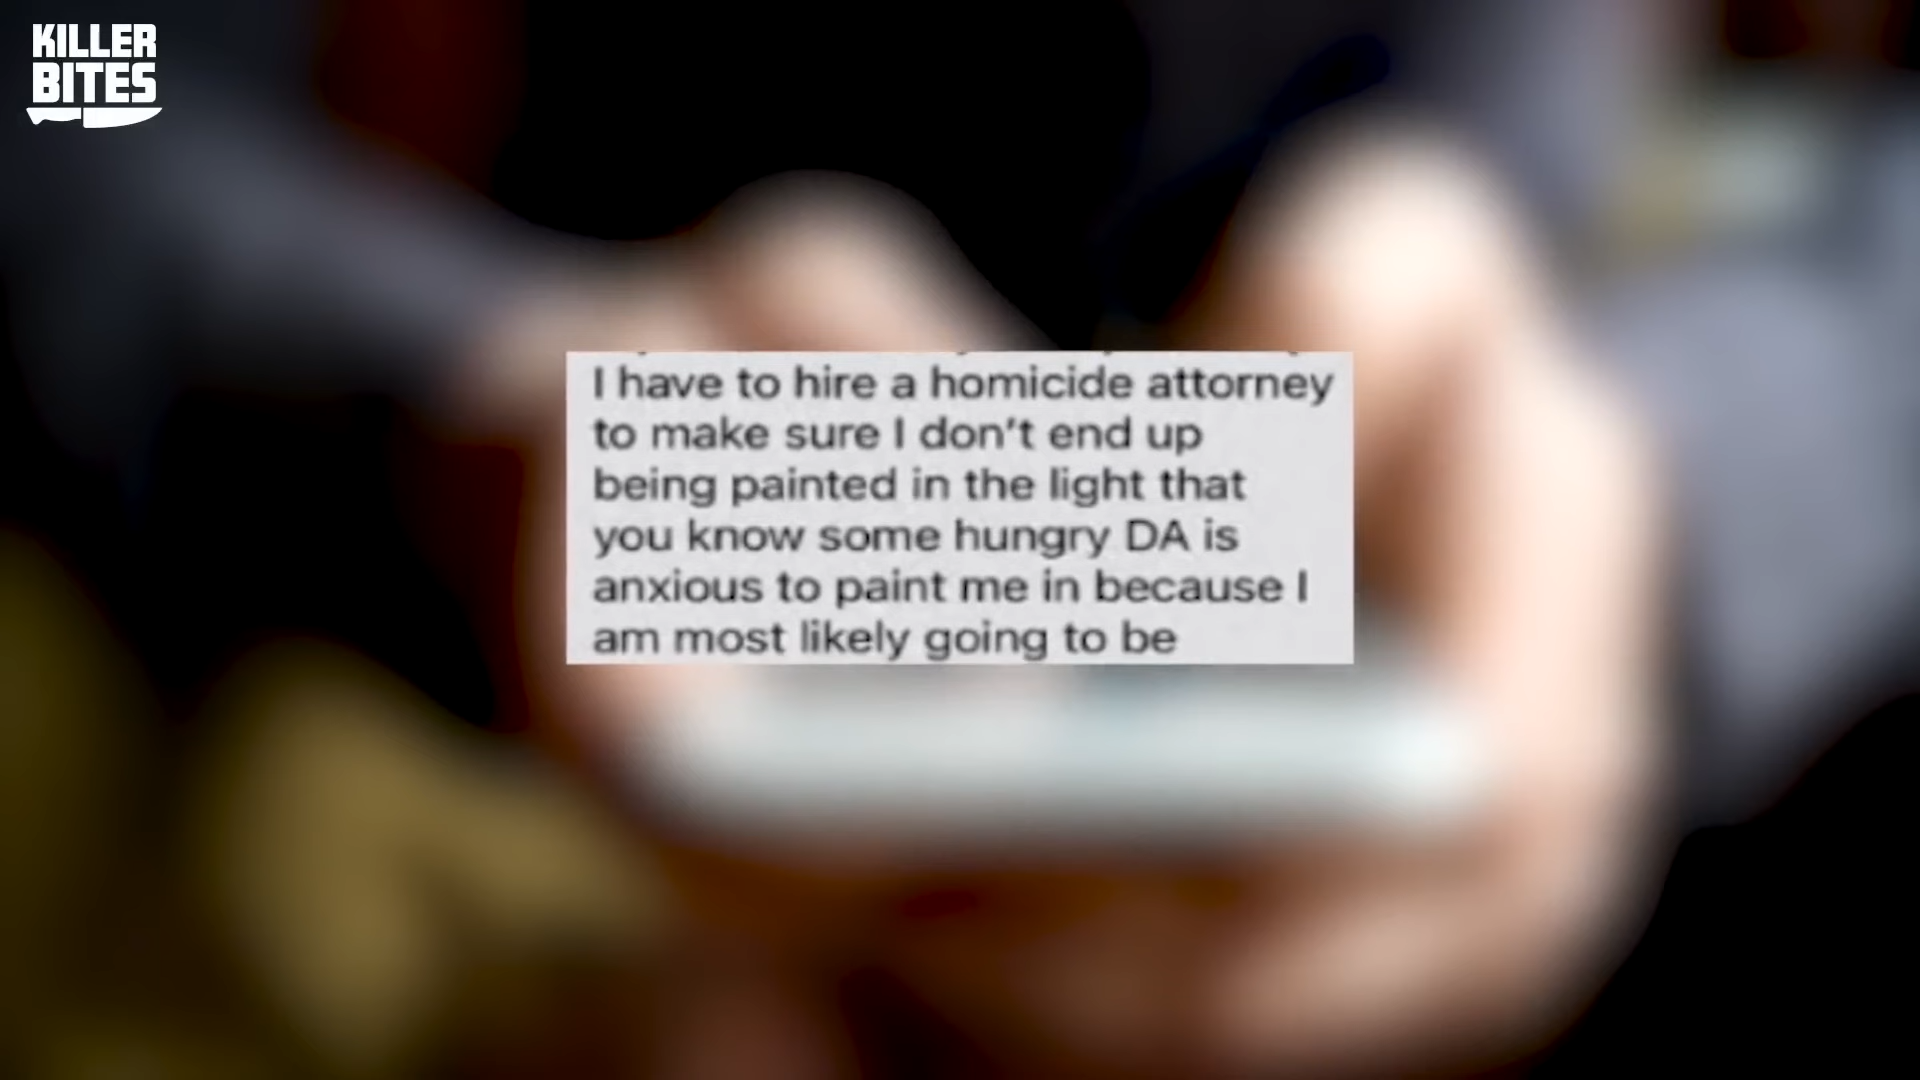 KILLER
BITES
I have to hire a homicide attorney
to make sure I don't end up
being painted in the light that
you know some hungry DA is
anxious to paint me in because I
am most likely going to be